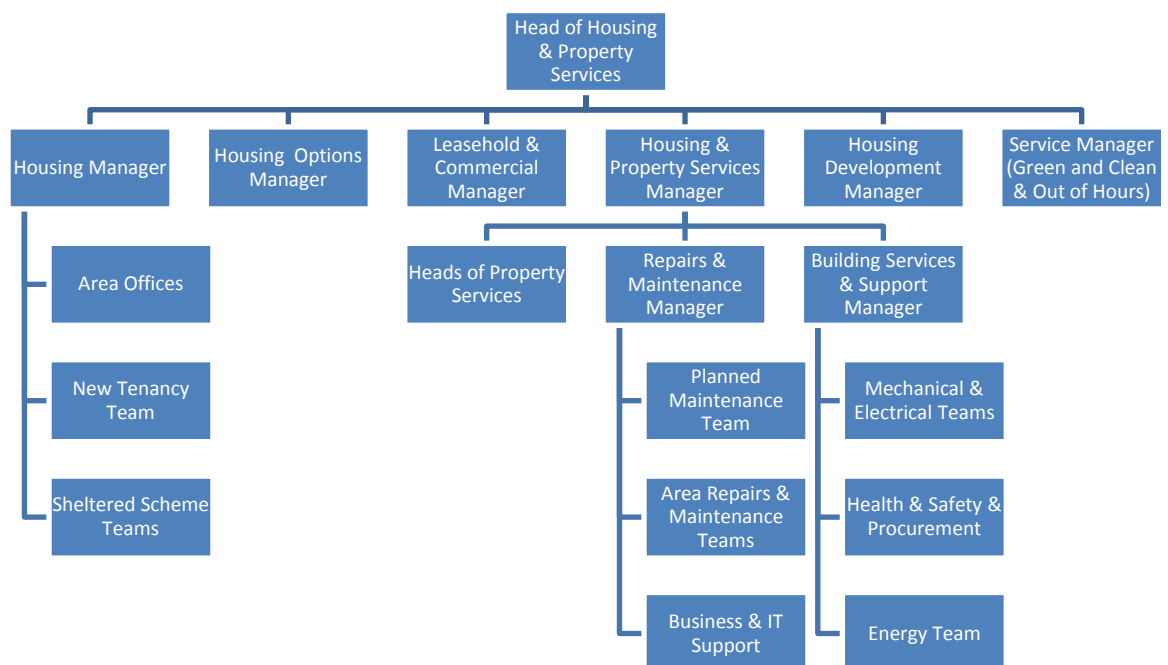 Head of Housing
& Property
Services
Housing Manager
Housing Options
Manager
Leasehold &
Commercial
Manager
Housing &
Property Services
Manager
Housing
Development
Manager
Service Manager
(Green and Clean
& Out of Hours)
Area Offices
New Tenancy
Team
Sheltered Scheme
Teams
Heads of Property
Services
Repairs &
Maintenance
Manager
Building Services
& Support
Manager
Planned
Maintenance
Team
Area Repairs &
Maintenance
Teams
Business & IT
Support
Mechanical &
Electrical Teams
Health & Safety &
Procurement
Energy Team